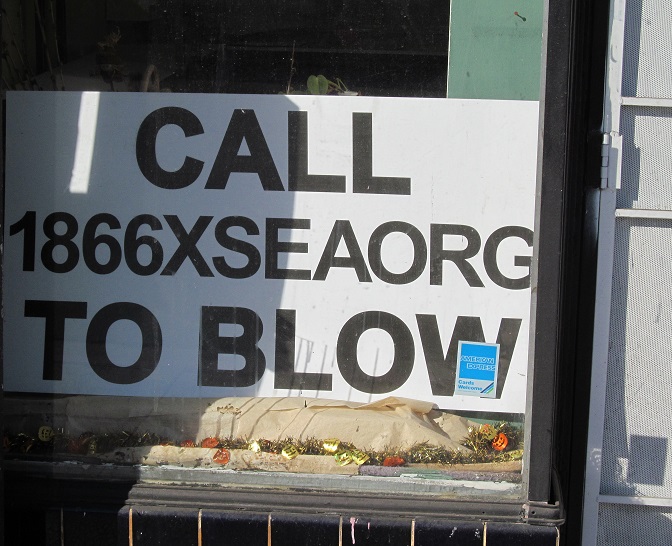 CALL
1866XSEAORG
TO BLOW
AMERICAN
EXPRESS
Cards
Welcome